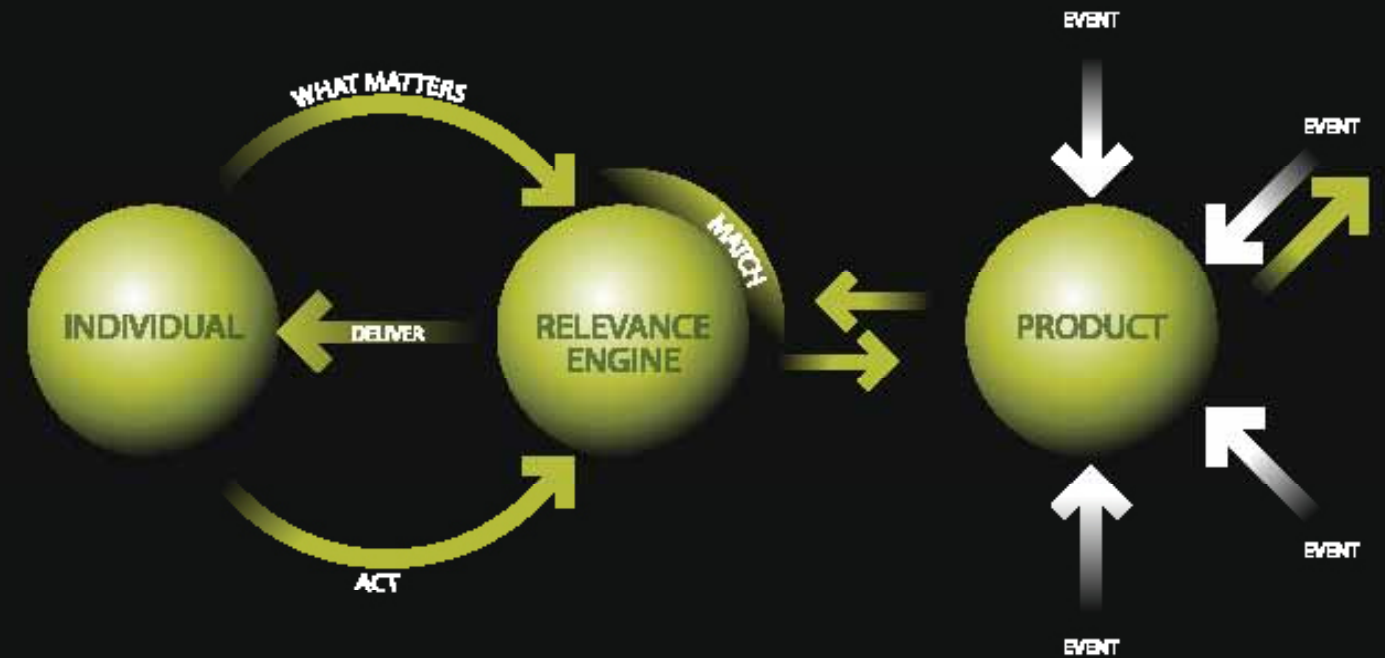 EVENT
WHAT MATTERS
EVENT
MATCH
INDIVIDUAL
DELIVER
RELEVANCE
ENGINE
PRODUCT
EVENT
ACT
EVENT